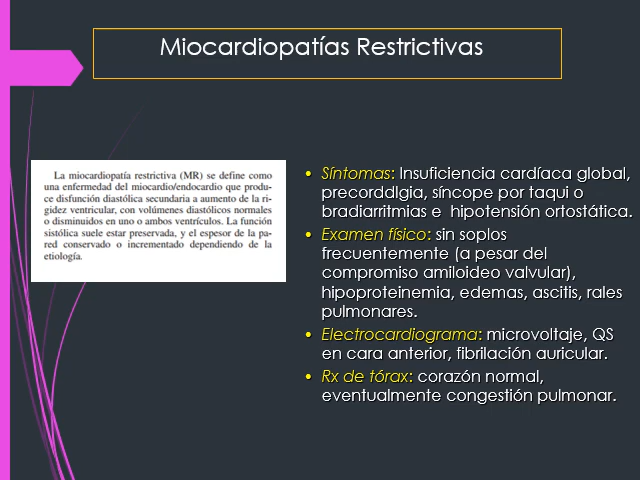 Miocardiopatías Restrictivas
La miocardiopatía restrictiva (MR) se define como
una enfermedad del miocardio/endocardio que produ-
ce disfunción diastólica secundaria a aumento de la ri-
gidez ventricular, con volúmenes diastólicos normales
o disminuidos en uno o ambos ventrículos. La función
sistólica suele estar preservada, y el espesor de la pa-
red conservado o incrementado dependiendo de la
etiología.
• Síntomas: Insuficiencia cardíaca global,
precorddlgia, síncope por taqui o
bradiarritmias e hipotensión ortostática.
• Examen físico: sin soplos
frecuentemente (a pesar del
compromiso amiloideo valvular),
hipoproteinemia, edemas, ascitis, rales
pulmonares.
• Electrocardiograma: microvoltaje, QS
en cara anterior, fibrilación auricular.
• Rx de tórax: corazón normal,
eventualmente congestión pulmonar.